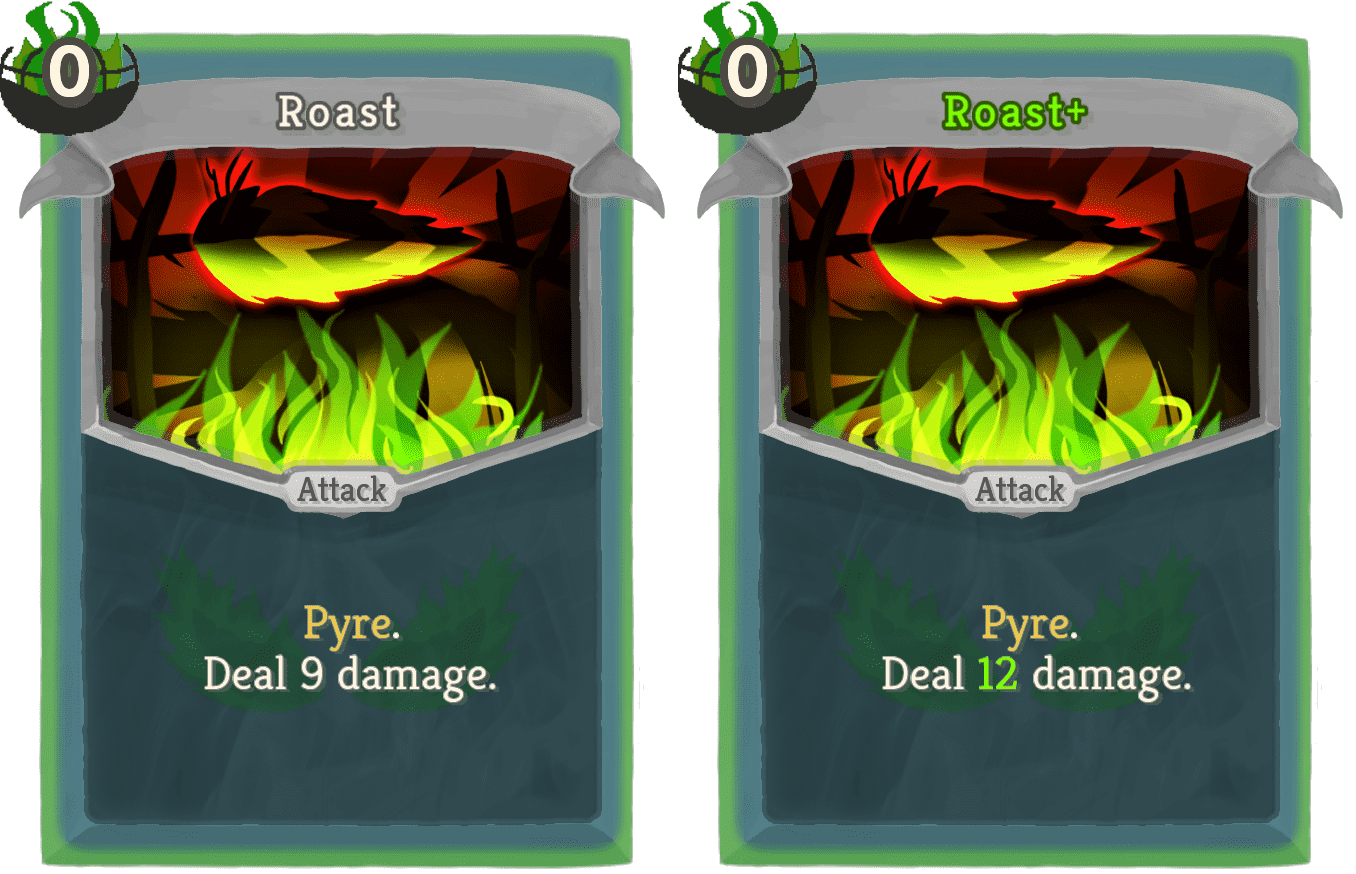 0
Roast
Attack
Pyre.
Deal 9 damage.
0
Roast+
Attack
Pyre.
Deal 12 damage.